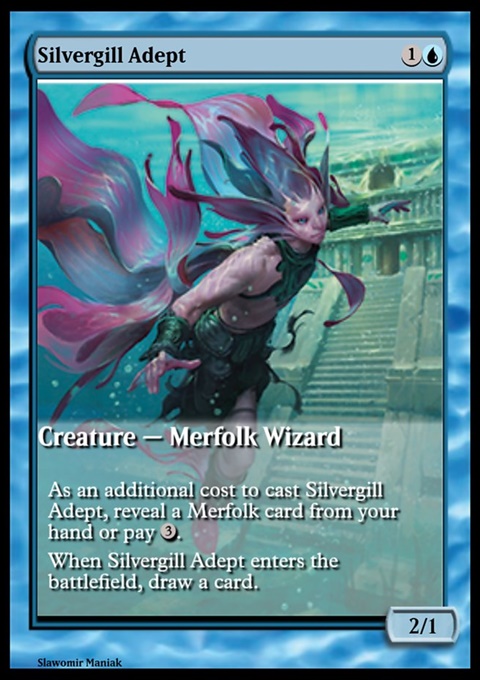 Silvergill Adept 1
Creature — Merfolk Wizard
As an additional cost to cast Silvergill
Adept, reveal a Merfolk card from your
hand or pay 3.
When Silvergill Adept enters the
battlefield, draw a card.
2/1
Slawomir Maniak